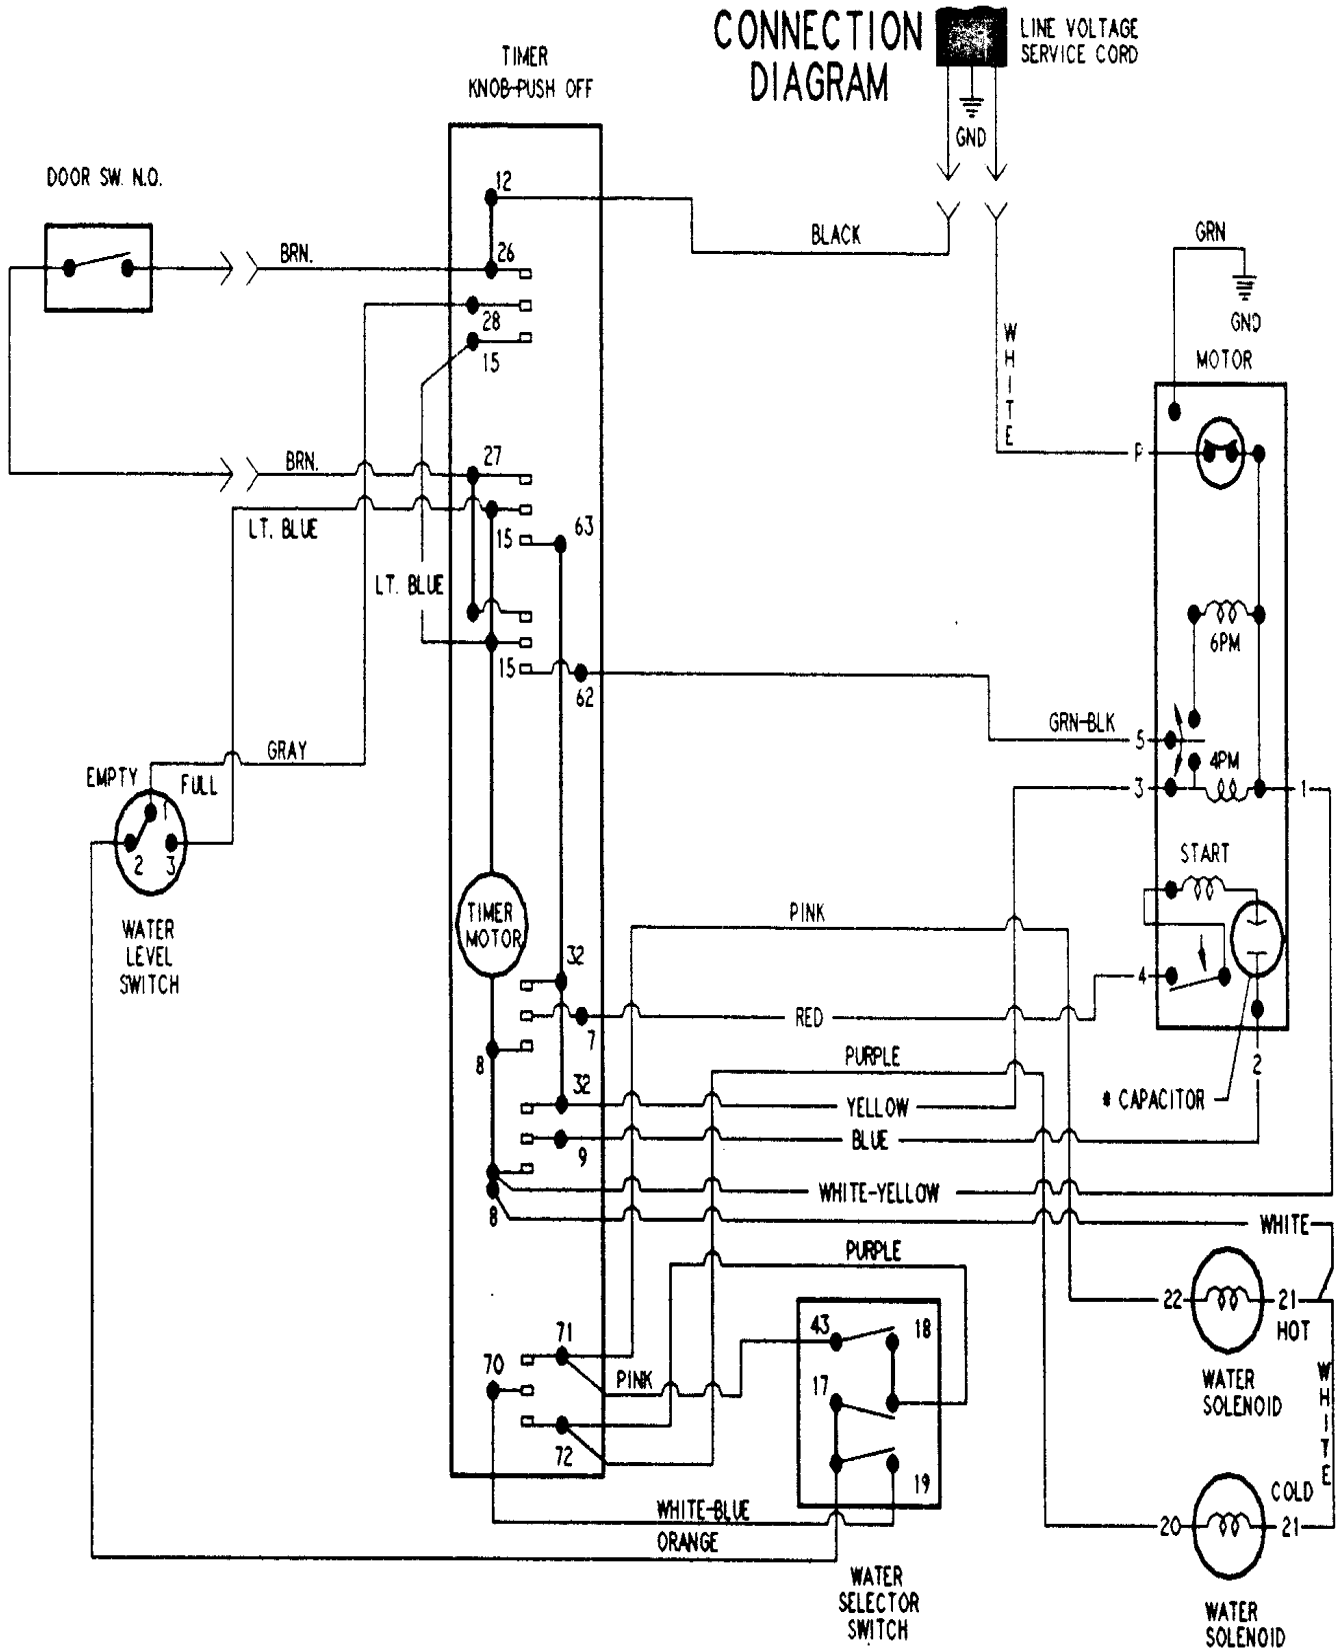 CONNECTION
DIAGRAM
LINE VOLTAGE
SERVICE CORD
GND
TIMER
KNOB-PUSH OFF
DOOR SW. N.O.
12
BLACK
BRN.
26
GRN
GND
MOTOR
28
15
WHITE
P
BRN.
27
LT. BLUE
15
63
LT. BLUE
6PM
15
62
GRN-BLK
5
4PM
GRAY
EMPTY
FULL
3
1
1
2
3
START
WATER
LEVEL
SWITCH
TIMER
MOTOR
PINK
32
4
RED
7
8
PURPLE
2
32
* CAPACITOR
YELLOW
BLUE
9
WHITE-YELLOW
8
WHITE
PURPLE
22
21
HOT
43
18
71
70
PINK
17
WATER
SOLENOID
WHITE
72
19
COLD
WHITE-BLUE
20
21
ORANGE
WATER
SELECTOR
SWITCH
WATER
SOLENOID